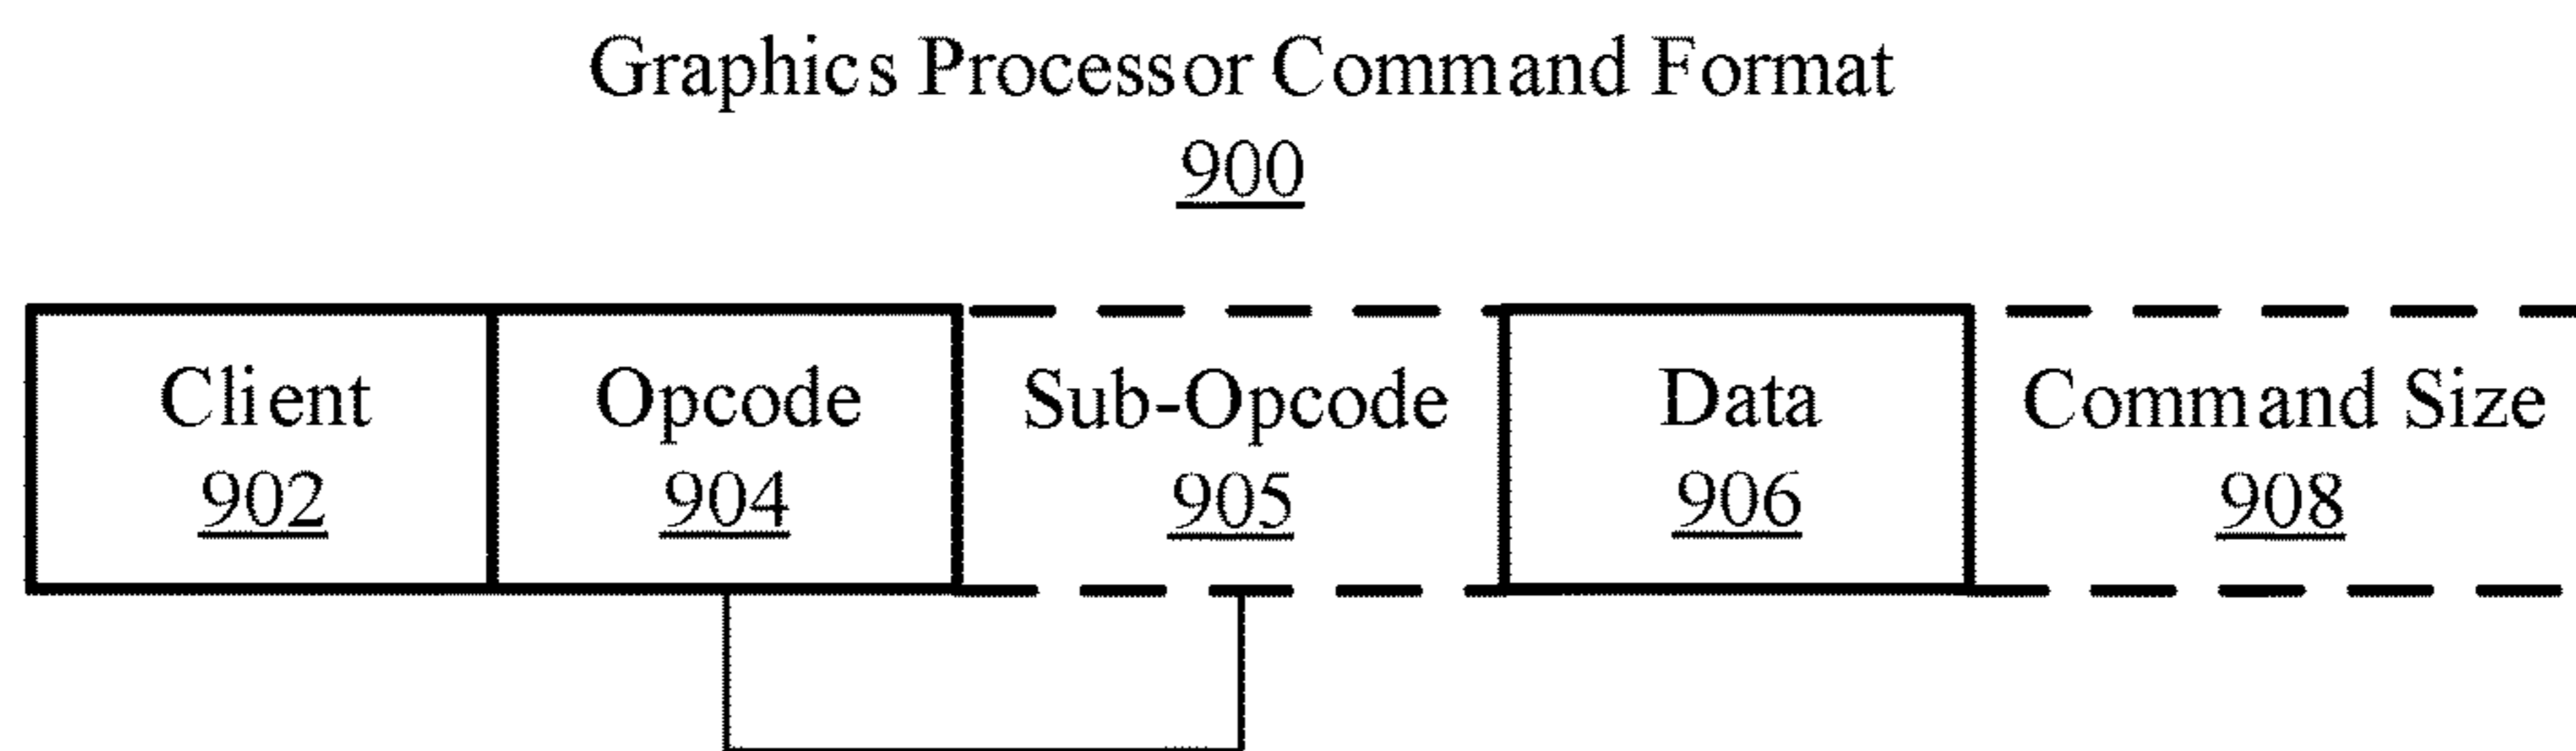 Graphics Processor Command Format
900
Client
902
Opcode
904
Sub-Opcode
905
Data
906
Command Size
908